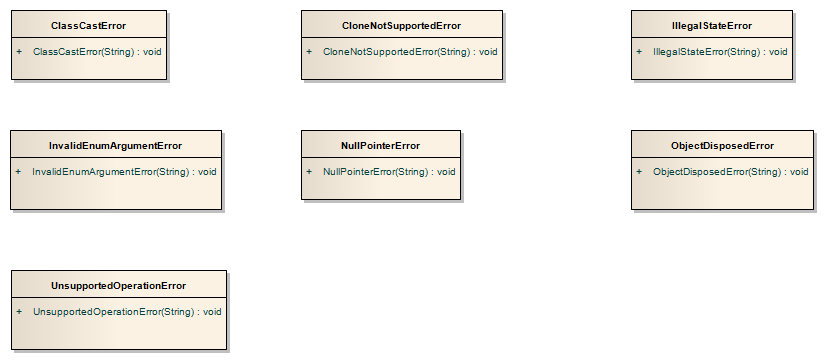 ClassCastError
+ ClassCastError(String) : void
CloneNotSupportedError
+ CloneNotSupportedError(String) : void
IllegalStateError
+ IllegalStateError(String) : void
InvalidEnumArgumentError
+ InvalidEnumArgumentError(String) : void
NullPointerError
+ NullPointerError(String) : void
ObjectDisposedError
+ ObjectDisposedError(String) : void
UnsupportedOperationError
+ UnsupportedOperationError(String) : void